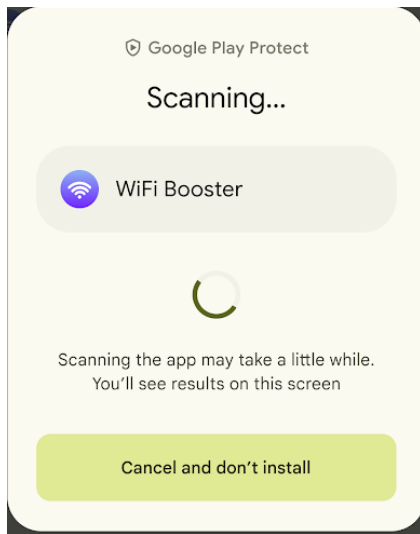 Google Play Protect
Scanning...
WiFi Booster
Scanning the app may take a little while.
You'll see results on this screen
Cancel and don't install